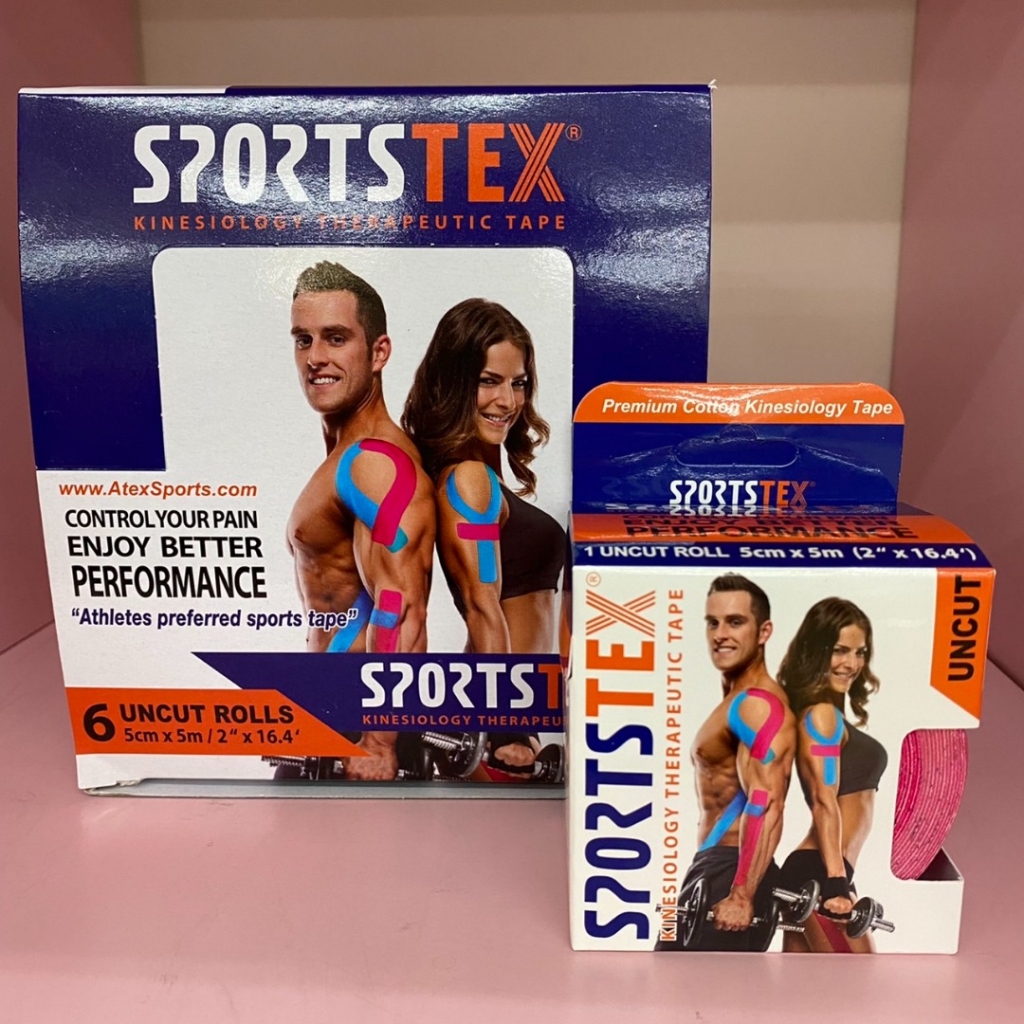 SPORTSTEX®
KINESIOLOGY THERAPEUTIC TAPE
www.AtexSports.com
CONTROL YOUR PAIN
ENJOY BETTER
PERFORMANCE
"Athletes preferred sports tape"
SPORTST
KINESIOLOGY THERAPEU
6 UNCUT ROLLS
5cm x 5m / 2" x 16.4'
Premium Cotton Kinesiology Tape
SPORTSTEX
ENJOY BETTER
PERFORMANCE
1 UNCUT ROLL 5cm x 5m (2" x 16.4')
UNCUT
SPORTSTEX®
KINESIOLOGY THERAPEUTIC TAPE